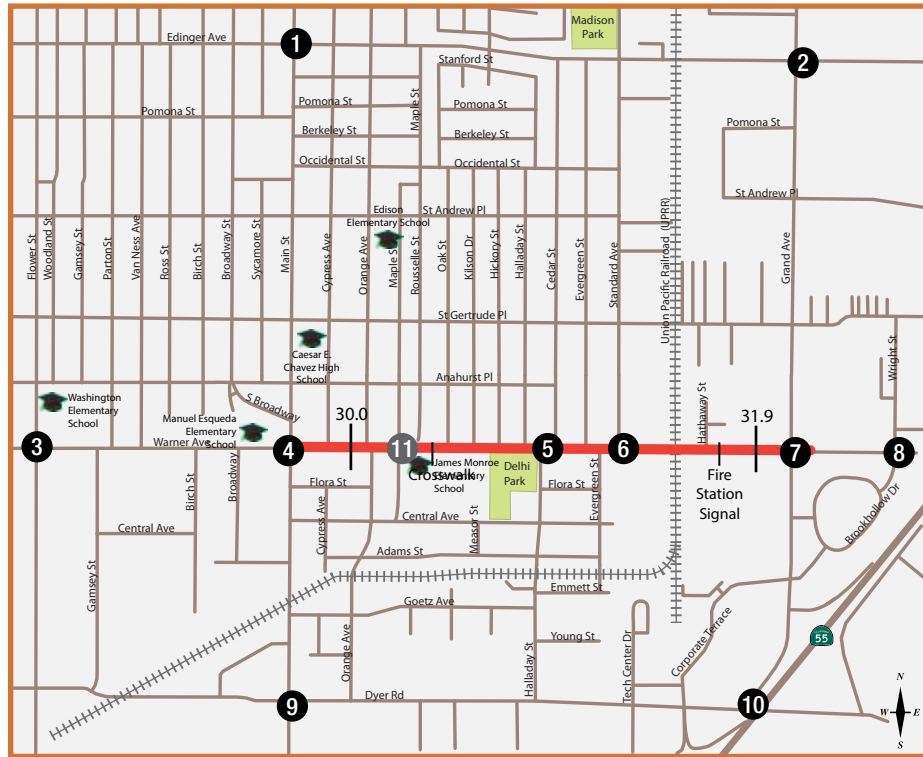 Madison
Park
Edinger Ave
1
Stanford St
2
Pomona St
Pomona St
Maple St
Pomona St
Pomona St
Berkeley St
Berkeley St
Occidental St
Occidental St
St Andrew Pl
Edison
Elementary School
St Andrew Pl
Flower St
Woodland St
Garnsey St
Parton St
Van Ness Ave
Ross St
Birch St
Broadway St
Sycamore St
Main St
Cypress Ave
Orange Ave
Maple St
Rousselle St
Oak St
Kilson Dr
Hickory St
Halladay St
Cedar St
Evergreen St
Standard Ave
Union Pacific Railroad (UPRR)
Grand Ave
St Gertrude Pl
Wright St
Caesar E.
Chavez High
School
Anahurst Pl
Washington
Elementary
School
S Broadway
Manuel Esqueda
Elementary
School
30.0
Hathaway St
31.9
3
Warner Ave
4
11
5
6
7
8
James Monroe
Elementary
School
Crosswalk
Delhi
Park
Fire
Station
Signal
Birch St
Broadway
Flora St
Flora St
Evergreen St
Brookhollow Dr
Central Ave
Cypress Ave
Central Ave
Measor St
Adams St
Garnsey St
Emmett St
Goetz Ave
Young St
Orange Ave
Halladay St
Tech Center Dr
Corporate Terrace
55
9
Dyer Rd
10
N
W
E
S